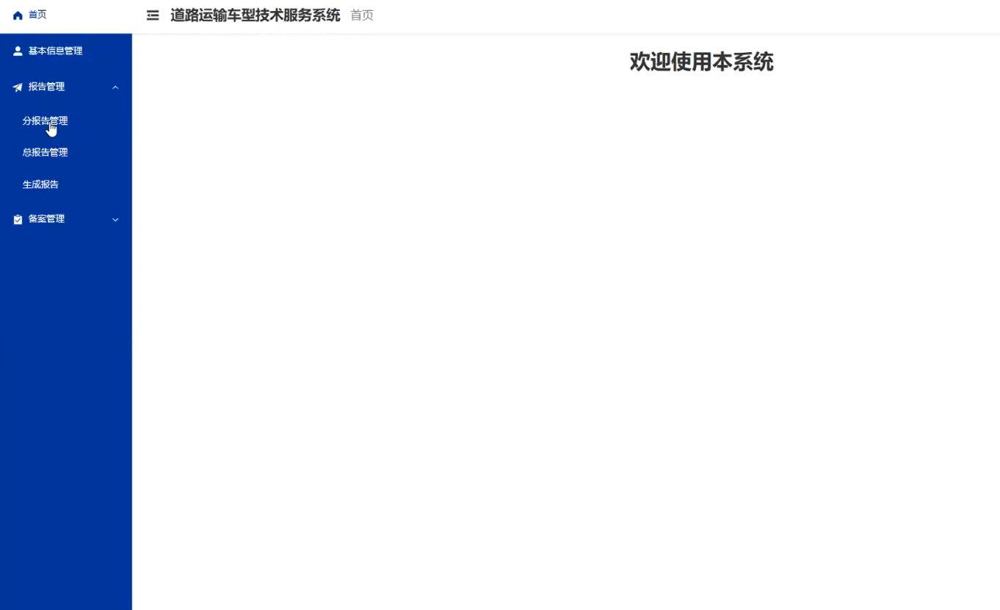 首页
道路运输车型技术服务系统 首页
基本信息管理
欢迎使用本系统
报告管理
分报告管理
总报告管理
生成报告
备案管理